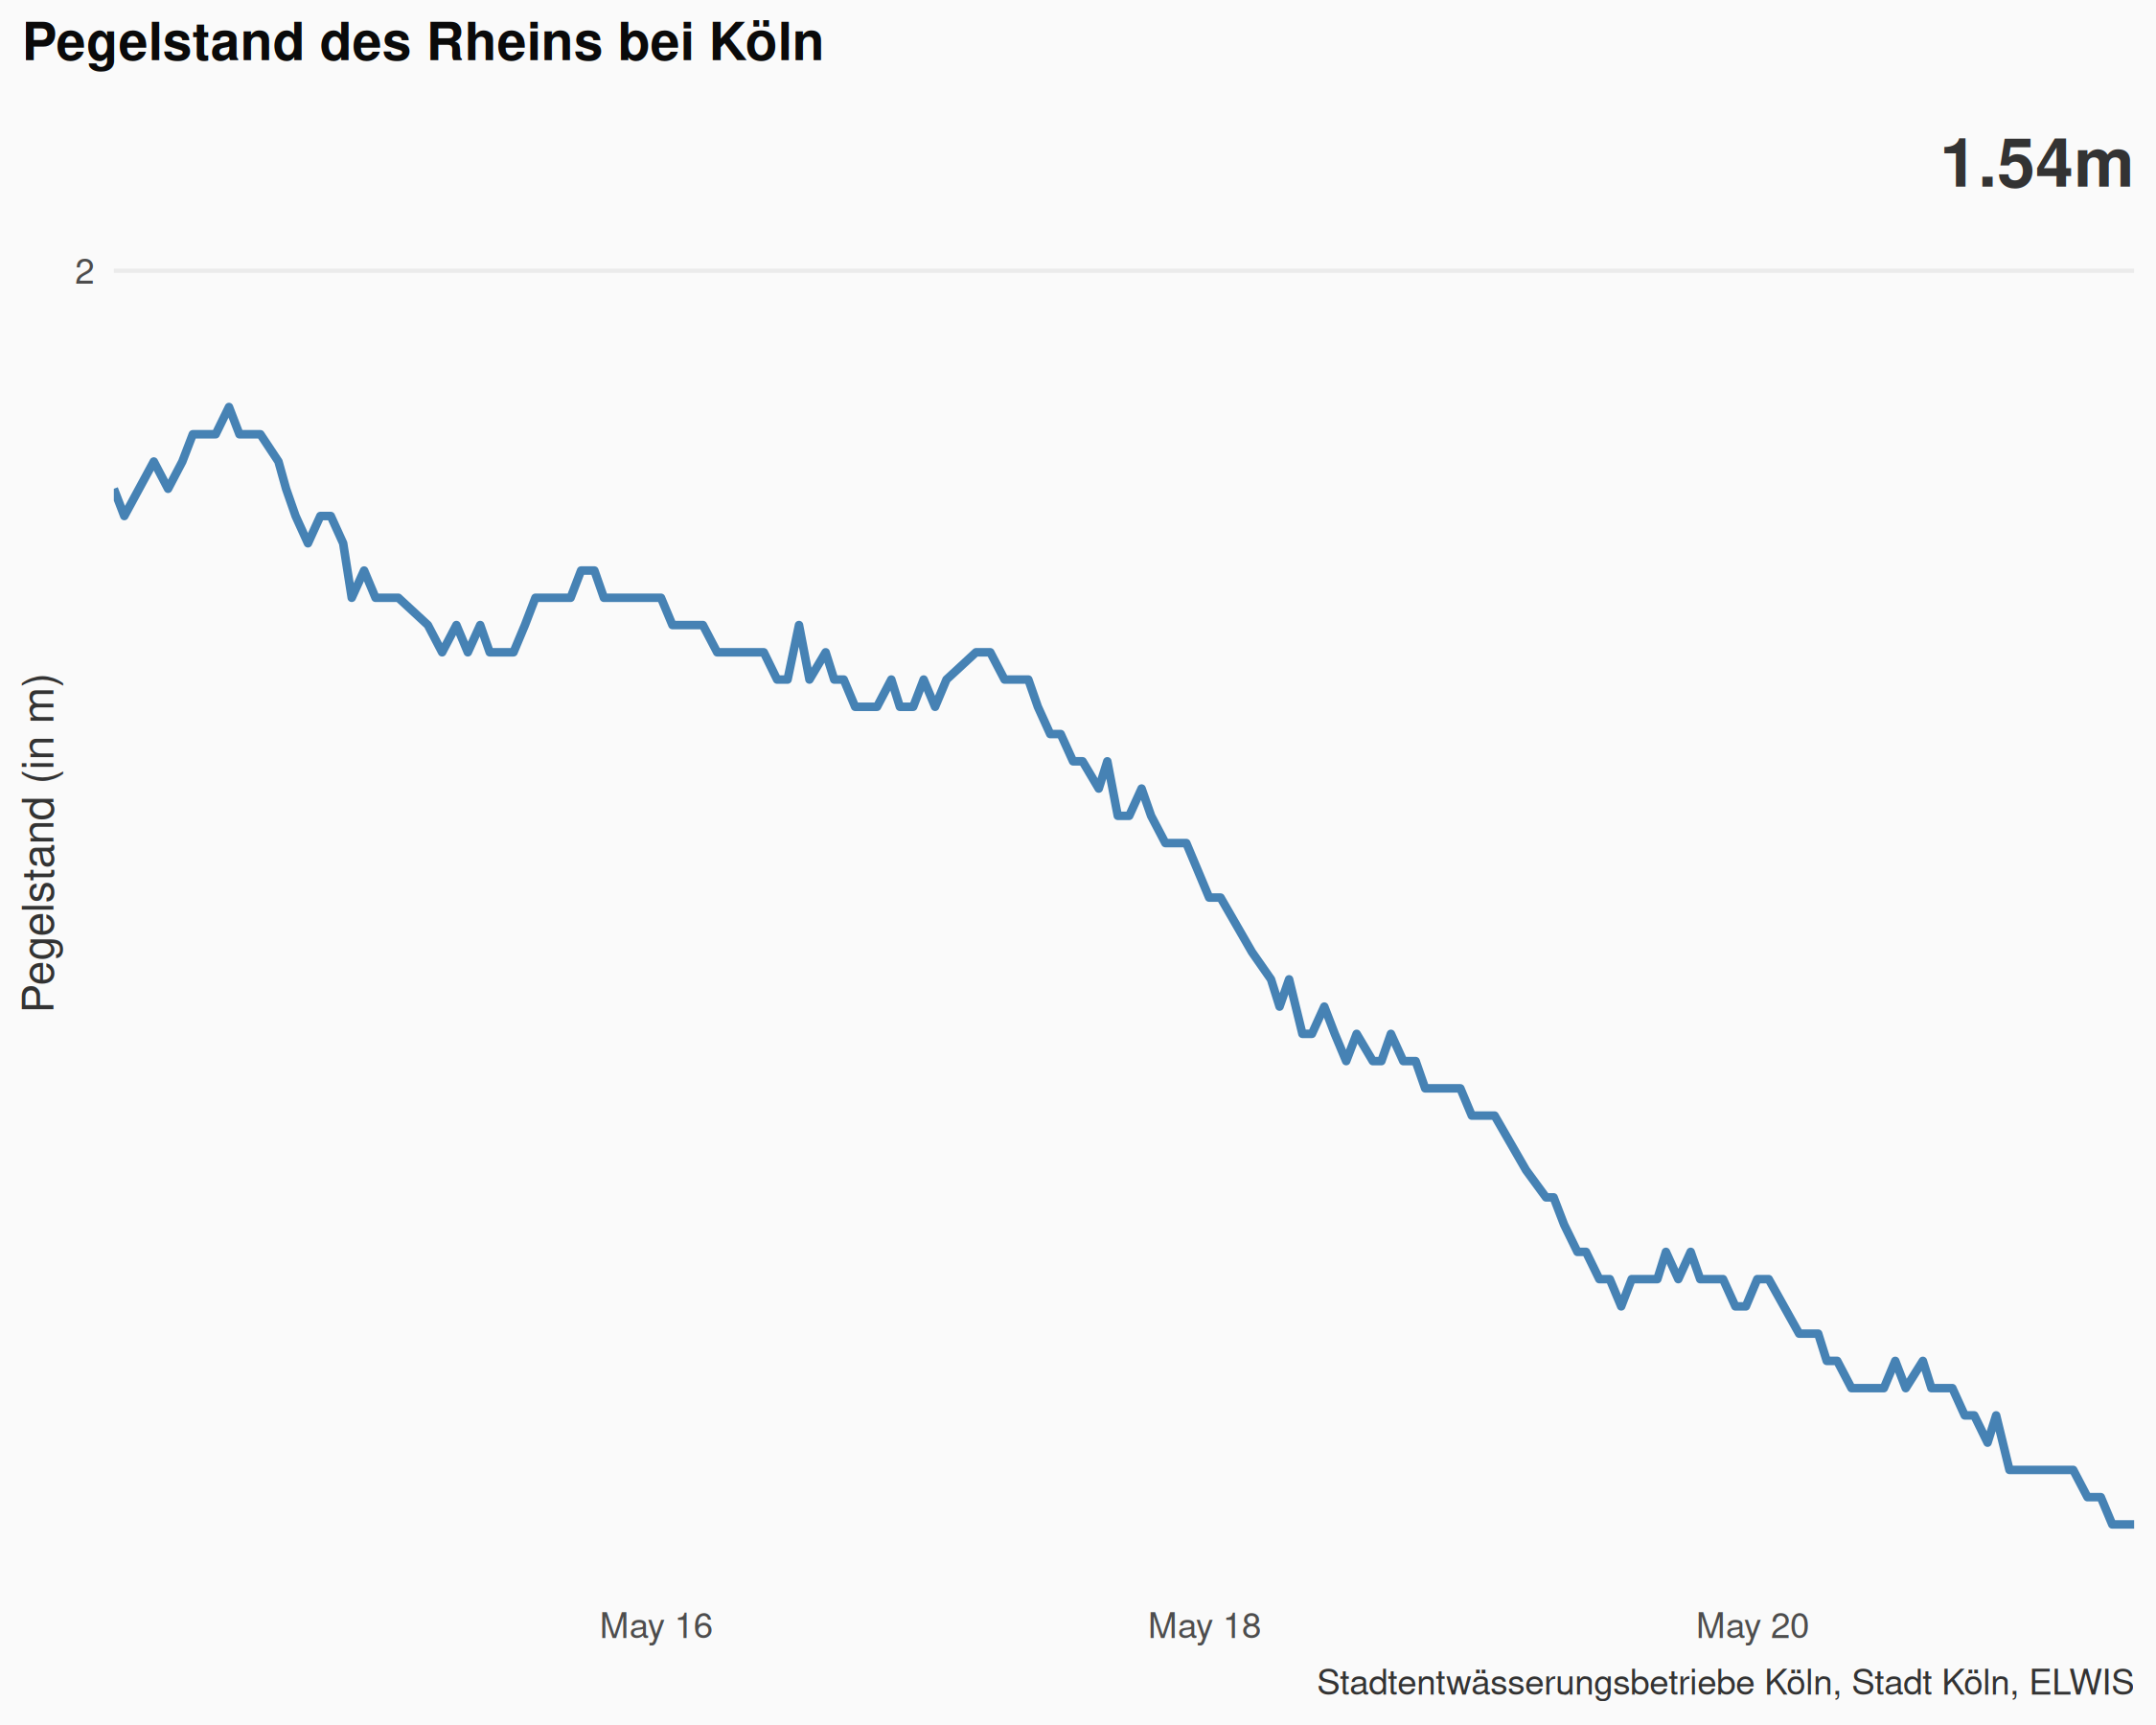 Pegelstand des Rheins bei Köln
1.54m
2
Pegelstand (in m)
May 16
May 18
May 20
Stadtentwässerungsbetriebe Köln, Stadt Köln, ELWIS